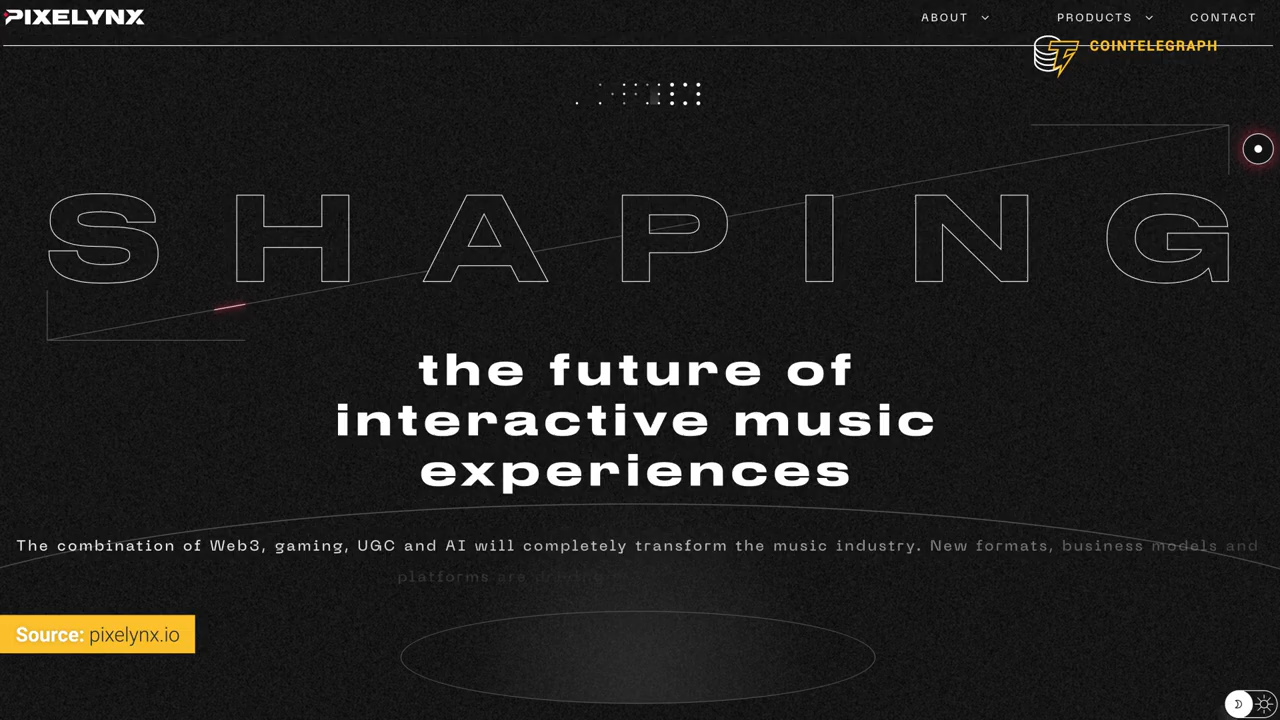 PIXELYNX
ABOUT
PRODUCTS
CONTACT
COINTELEGRAPH
SHAPING
the future of
interactive music
experiences
The combination of Web3, gaming, UGC and AI will completely transform the music industry. New formats, business models and
platforms are driving
Source: pixelynx.io